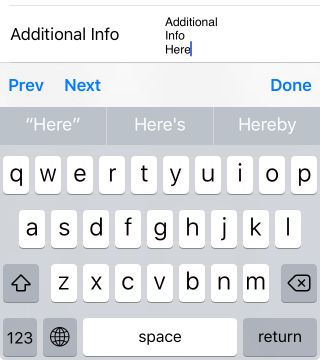 Additional Info
Additional
Info
Here
Prev Next Done
“Here” Here's Hereby
q w e r t y u i o p
a s d f g h j k l
z x c v b n m
123 space return